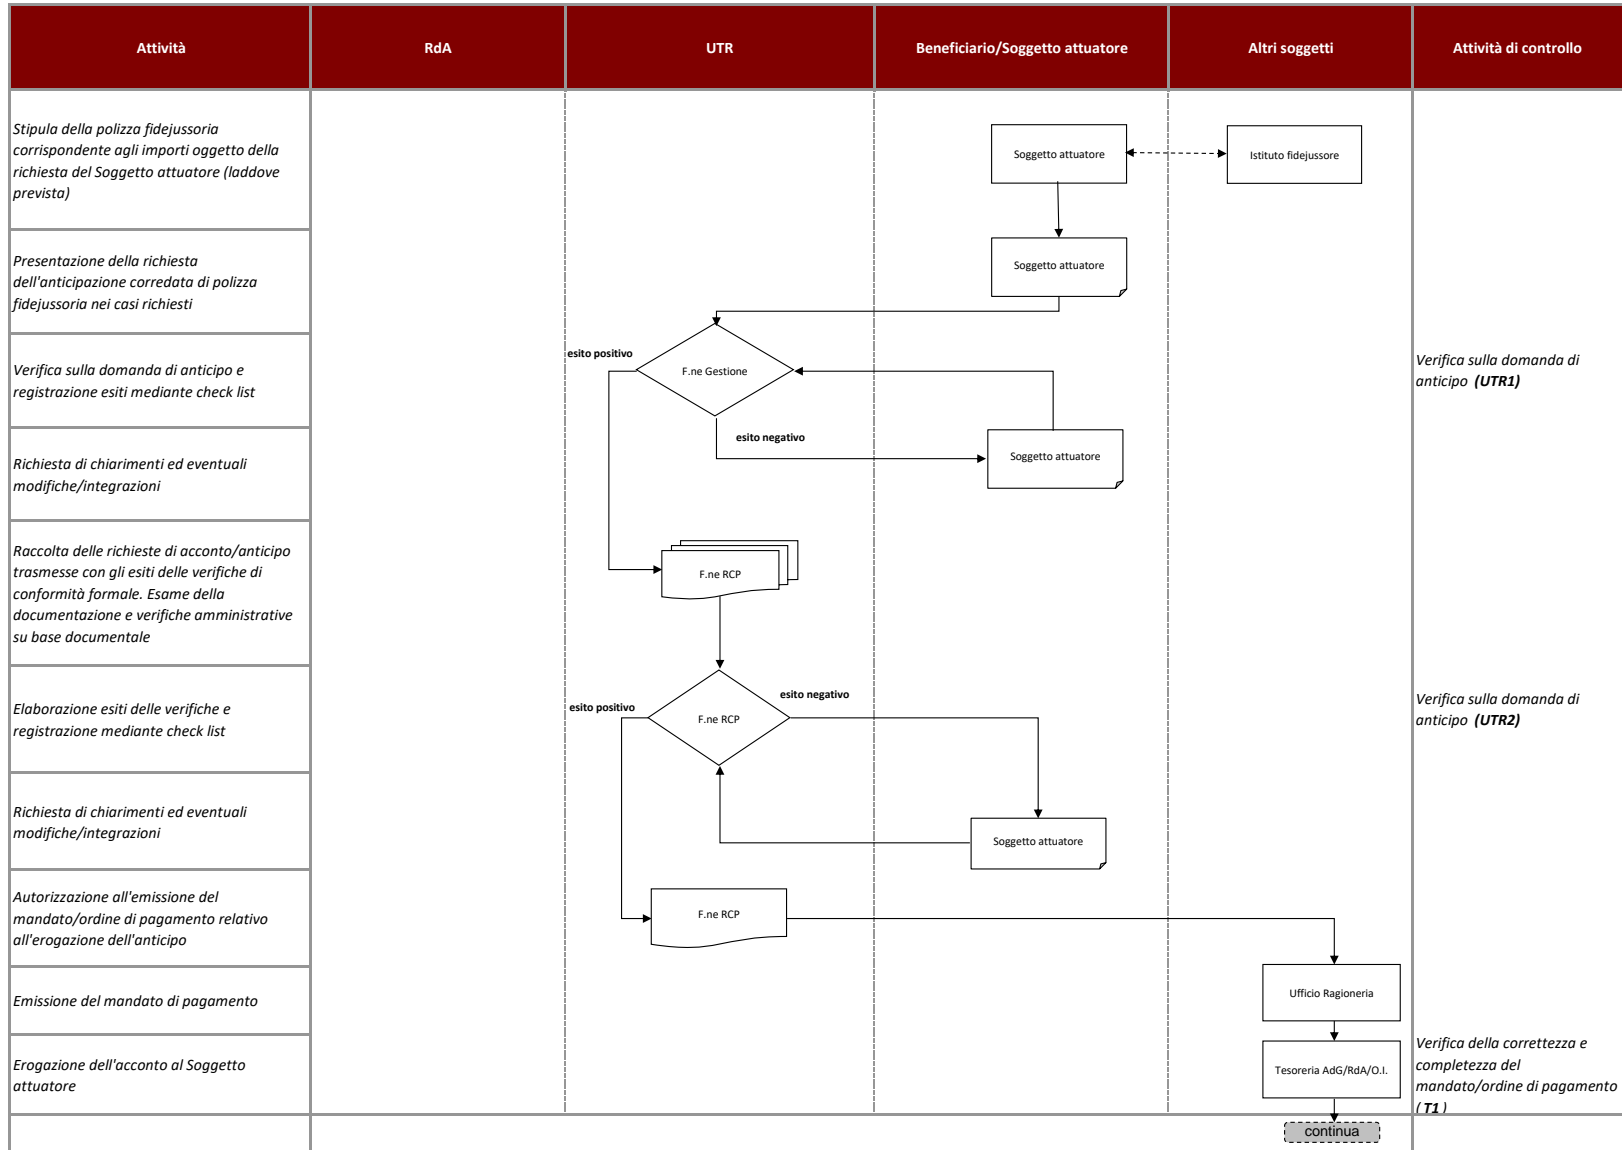 Attività
RdA
UTR
Beneficiario/Soggetto attuatore
Altri soggetti
Attività di controllo
Stipula della polizza fidejussoria
corrispondente agli importi oggetto della
richiesta del Soggetto attuatore (laddove
prevista)
Soggetto attuatore
Istituto fidejussore
Presentazione della richiesta
dell'anticipazione corredata di polizza
fidejussoria nei casi richiesti
Soggetto attuatore
Verifica sulla domanda di anticipo e
registrazione esiti mediante check list
esito positivo
F.ne Gestione
esito negativo
Verifica sulla domanda di
anticipo (UTR1)
Richiesta di chiarimenti ed eventuali
modifiche/integrazioni
Soggetto attuatore
Raccolta delle richieste di acconto/anticipo
trasmesse con gli esiti delle verifiche di
conformità formale. Esame della
documentazione e verifiche amministrative
su base documentale
F.ne RCP
Elaborazione esiti delle verifiche e
registrazione mediante check list
esito positivo
F.ne RCP
esito negativo
Verifica sulla domanda di
anticipo (UTR2)
Richiesta di chiarimenti ed eventuali
modifiche/integrazioni
Soggetto attuatore
Autorizzazione all'emissione del
mandato/ordine di pagamento relativo
all'erogazione dell'anticipo
F.ne RCP
Emissione del mandato di pagamento
Ufficio Ragioneria
Erogazione dell'acconto al Soggetto
attuatore
Tesoreria AdG/RdA/O.I.
Verifica della correttezza e
completezza del
mandato/ordine di pagamento
( T1 )
continua